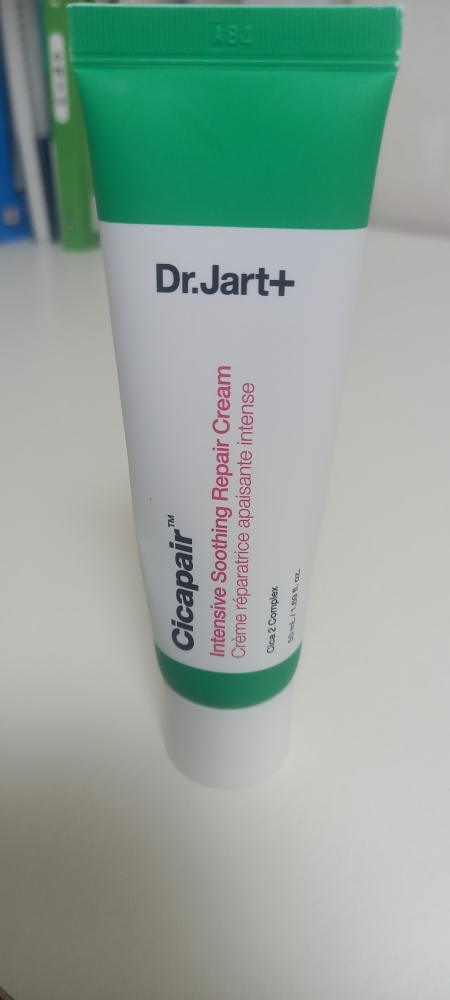 Dr.Jart+
Cicapair™
Intensive Soothing Repair Cream
Crème réparatrice apaisante intense
Cica 2 Complex
50 mL / 1.69 fl. oz.